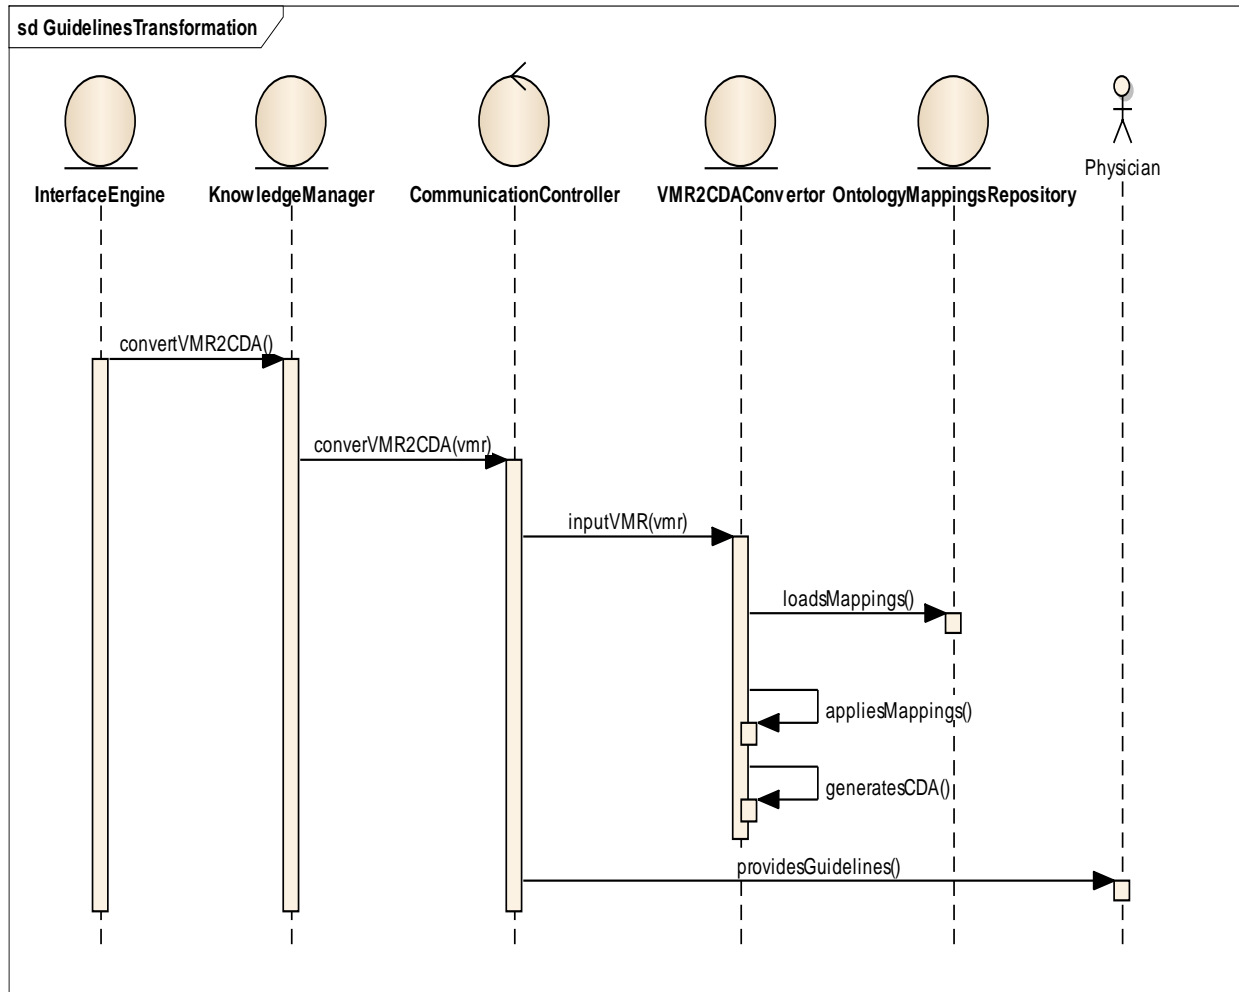 sd GuidelinesTransformation
Physician
InterfaceEngine
KnowledgeManager
CommunicationController
VMR2CDAConvertor
OntologyMappingsRepository
convertVMR2CDA()
converVMR2CDA(vmr)
inputVMR(vmr)
loadsMappings()
appliesMappings()
generatesCDA()
providesGuidelines()